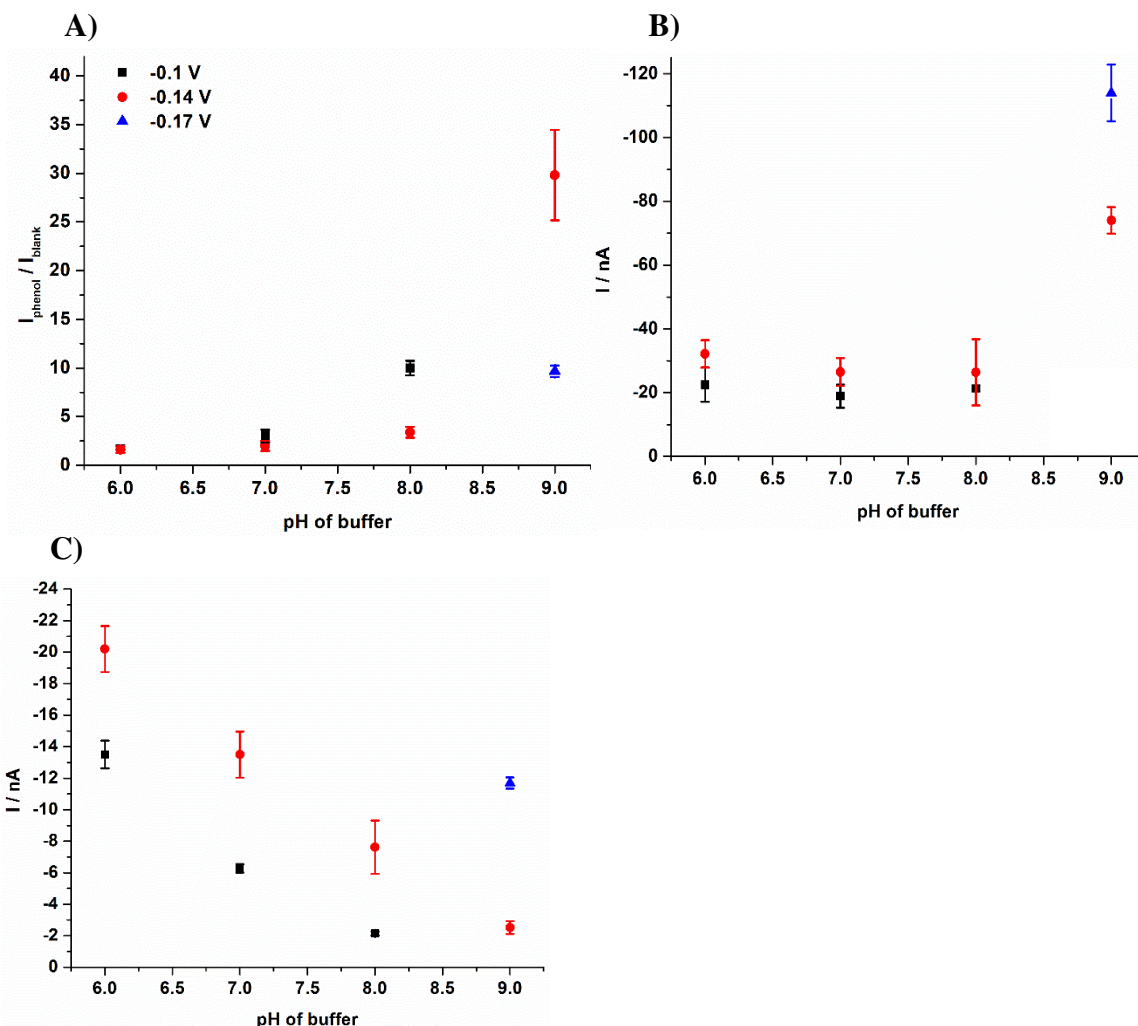 A)
40
35
30
25
20
15
10
5
0
I phenol / I blank
-0.1 V
-0.14 V
-0.17 V
6.0 6.5 7.0 7.5 8.0 8.5 9.0
pH of buffer
B)
-120
-100
-80
-60
-40
-20
0
I / nA
6.0 6.5 7.0 7.5 8.0 8.5 9.0
pH of buffer
C)
-24
-22
-20
-18
-16
-14
-12
-10
-8
-6
-4
-2
0
I / nA
6.0 6.5 7.0 7.5 8.0 8.5 9.0
pH of buffer